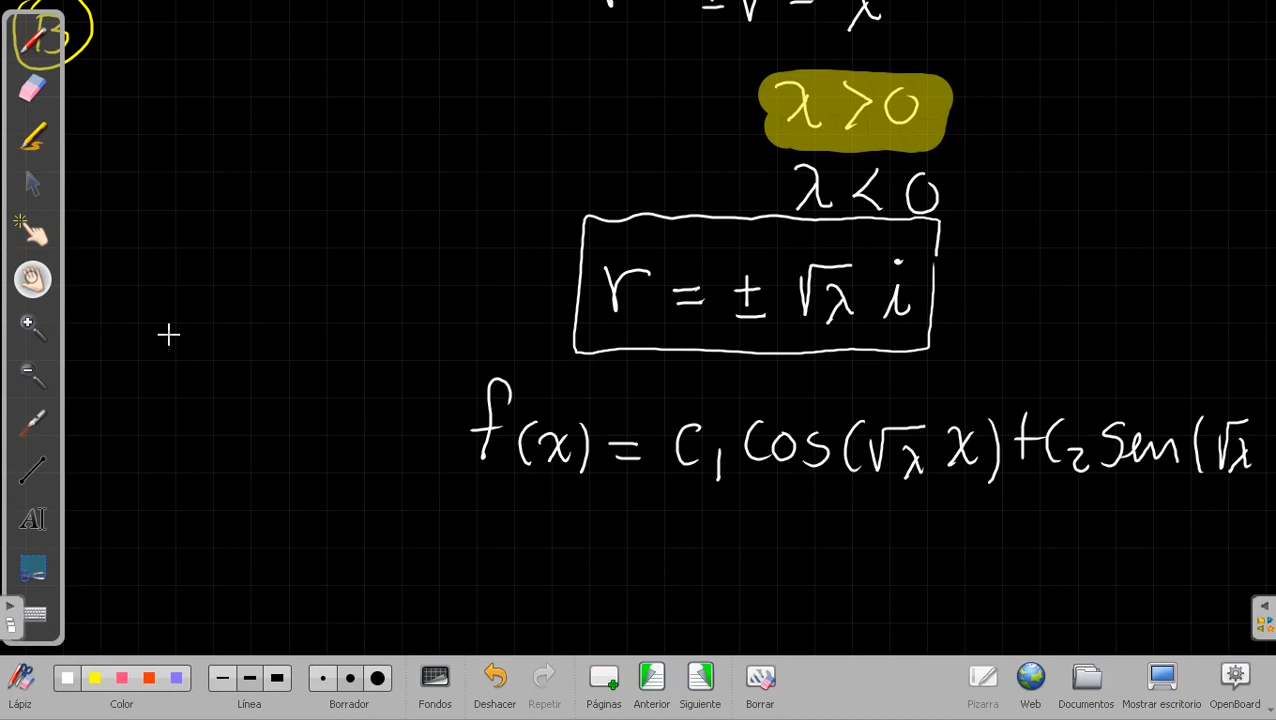 13
λ > 0
λ < 0
r = ± √λ i
f(x) = C₁ cos(√λ x) + C₂ sen(√λ
Lápiz
Color
Línea
Borrador
Fondos
Deshacer
Repetir
Páginas
Anterior
Siguiente
Borrar
Pizarra
Web
Documentos
Mostrar escritorio
OpenBoard